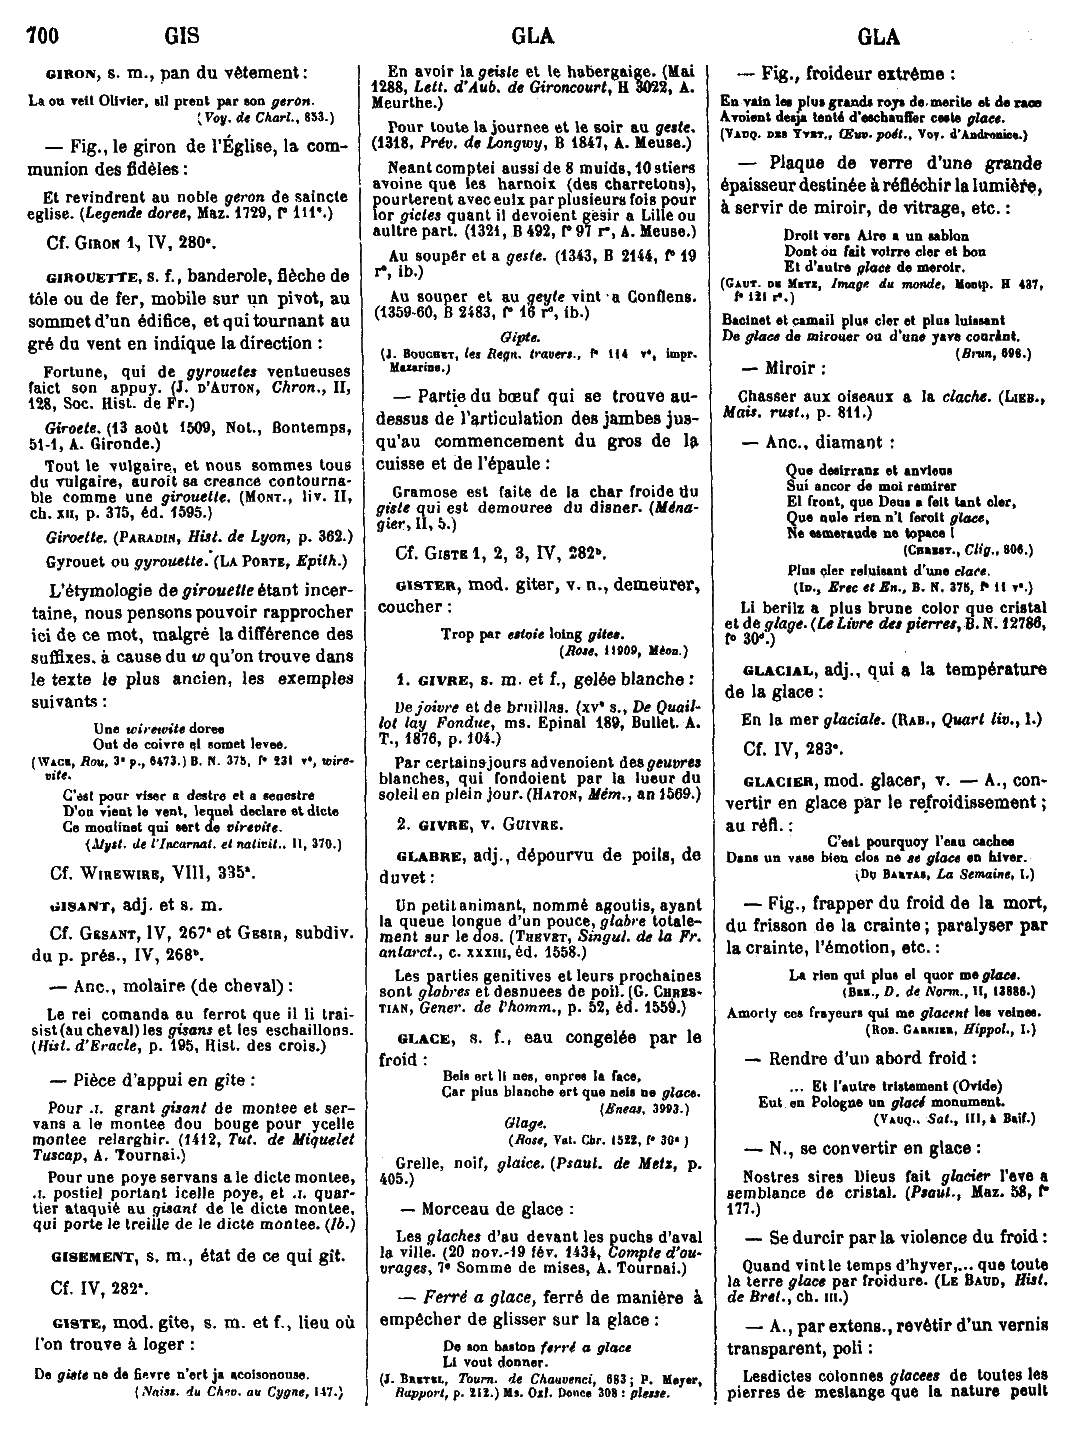 700 GIS GLA GLA
GIRON, s. m., pan du vêtement :
La ou veit Olivier, sil prent par son geron.
(Voy. de Charl., 853.)
— Fig., le giron de l'Église, la com-
munion des fidèles :
Et revindrent au noble geron de saincte
eglise. (Legende doree, Maz. 1729, f° 111ᵉ.)
Cf. GIRON 1, IV, 280ᵉ.
GIROUETTE, s. f., banderole, flèche de
tôle ou de fer, mobile sur un pivot, au
sommet d'un édifice, et qui tournant au
gré du vent en indique la direction :
Fortune, qui de gyrouetes ventueuses
faict son appuy. (J. D'AUTON, Chron., II,
128, Soc. Hist. de Fr.)
Giroete. (13 août 1509, Not., Bontemps,
51-1, A. Gironde.)
Tout le vulgaire, et nous sommes tous
du vulgaire, auroit sa creance contourna-
ble comme une girouette. (MONT., liv. II,
ch. XII, p. 375, éd. 1595.)
Giroette. (PARADIN, Hist. de Lyon, p. 362.)
Gyrouet ou gyrouette. (LA PORTE, Epith.)
L'étymologie de girouette étant incer-
taine, nous pensons pouvoir rapprocher
ici de ce mot, malgré la différence des
suffixes, à cause du w qu'on trouve dans
le texte le plus ancien, les exemples
suivants :
Une wirewite doree
Out de coivre el somet levee.
(WACE, Rou, 3ᵉ p., 6473.) B. N. 375, f° 231 v°, wire-
vite.
C'est pour viser a destre et a senestre
D'ou vient le vent, lequel declare et dicte
Ce moulinet qui sert de virevite.
(Myst. de l'Incarnat. et nativit., II, 370.)
Cf. WIREWIRE, VIII, 335ᵃ.
GISANT, adj. et s. m.
Cf. GESANT, IV, 267ᵃ et GESIR, subdiv.
du p. prés., IV, 268ᵇ.
— Anc., molaire (de cheval) :
Le rei comanda au ferrot que il li trai-
sist (au cheval) les gisans et les eschaillons.
(Hist. d'Eracle, p. 195, Hist. des crois.)
— Pièce d'appui en gîte :
Pour .I. grant gisant de montee et ser-
vans a le montee dou bouge pour ycelle
montee relarghir. (1412, Tut. de Miquelet
Tuscap, A. Tournai.)
Pour une poye servans a le dicte montee,
.I. postiel portant icelle poye, et .I. quar-
tier ataquié au gisant de le dicte montee,
qui porte le treille de le dicte montee. (Ib.)
GISEMENT, s. m., état de ce qui gît.
Cf. IV, 282ᵃ.
GISTE, mod. gîte, s. m. et f., lieu où
l'on trouve à loger :
De giste ne de fievre n'ert ja acoisonouse.
(Naiss. du Chev. au Cygne, 147.)
En avoir la geiste et le habergaige. (Mai
1288, Lett. d'Aub. de Gironcourt, H 3022, A.
Meurthe.)
Pour toute la journee et le soir au geste.
(1318, Prév. de Longwy, B 1847, A. Meuse.)
Neant comptei aussi de 8 muids, 10 stiers
avoine que les harnoix (des charretons),
pourterent avec eulx par plusieurs fois pour
lor gictes quant il devoient gesir a Lille ou
aultre part. (1321, B 492, f° 97 r°, A. Meuse.)
Au soupér et a geste. (1343, B 2144, f° 19
r°, ib.)
Au souper et au geyte vint a Conflens.
(1359-60, B 2483, f° 16 r°, ib.)
Gipte.
(J. BOUCHET, les Regn. travers., f° 114 v°, impr.
Mazarine.)
— Partie du bœuf qui se trouve au-
dessus de l'articulation des jambes jus-
qu'au commencement du gros de la
cuisse et de l'épaule :
Gramose est faite de la char froide du
giste qui est demouree du disner. (Ména-
gier, II, 5.)
Cf. GISTE 1, 2, 3, IV, 282ᵇ.
GISTER, mod. gîter, v. n., demeurer,
coucher :
Trop par estoie loing gites.
(Rose, 11909, Méon.)
1. GIVRE, s. m. et f., gelée blanche :
De joivre et de bruillas. (XVᵉ s., De Quail-
lot lay Fondue, ms. Epinal 189, Bullet. A.
T., 1876, p. 104.)
Par certains jours advenoient des geuvres
blanches, qui fondoient par la lueur du
soleil en plein jour. (HATON, Mém., an 1569.)
2. GIVRE, v. GUIVRE.
GLABRE, adj., dépourvu de poils, de
duvet :
Un petit animant, nommé agoutis, ayant
la queue longue d'un pouce, glabre totale-
ment sur le dos. (THEVET, Singul. de la Fr.
antarct., c. XXXIII, éd. 1558.)
Les parties genitives et leurs prochaines
sont globres et desnuees de poil. (G. CHRES-
TIAN, Gener. de l'homm., p. 52, éd. 1559.)
GLACE, s. f., eau congelée par le
froid :
Bels ert li nes, enpres la face,
Car plus blanche ert que neis ne glace.
(Eneas, 3993.)
Glage.
(Rose, Vat. Chr. 1522, f° 30ᵃ)
Grelle, noif, glaice. (Psaut. de Metz, p.
405.)
— Morceau de glace :
Les glaches d'au devant les puchs d'aval
la ville. (20 nov.-19 fév. 1434, Compte d'ou-
vrages, 7ᵉ Somme de mises, A. Tournai.)
— Ferré a glace, ferré de manière à
empêcher de glisser sur la glace :
De son baston ferré a glace
Li vout donner.
(J. BRETEL, Tourn. de Chauvenci, 683 ; P. Meyer,
Rapport, p. 212.) Ms. Oxf. Douce 308 : plesse.
— Fig., froideur extrême :
En vain les plus grands roys de merite et de race
Avoient desja tenté d'eschauffer ceste glace.
(VAUQ. DES YVET., Œuv. poét., Voy. d'Andronice.)
— Plaque de verre d'une grande
épaisseur destinée à réfléchir la lumière,
à servir de miroir, de vitrage, etc. :
Droit vers Aire a un sablon
Dont on fait voirre cler et bon
Et d'autre glace de meroir.
(GAUT. DE METZ, Image du monde, Montp. H 437,
f° 121 r°.)
Bacinet et camail plus cler et plus luissant
De glace de mirouer ou d'une yave courant.
(Brun, 696.)
— Miroir :
Chasser aux oiseaux a la clache. (LIEB.,
Mais. rust., p. 811.)
— Anc., diamant :
Que desirranz et anvieus
Sui ancor de moi remirer
El front, que Deus a feit tant cler,
Que nule rien n'i feroit glace,
Ne esmeraude ne topace !
(CHREST., Clig., 806.)
Plus cler reluisant d'une clace.
(ID., Erec et En., B. N. 375, f° 11 v°.)
Li berilz a plus brune color que cristal
et de glage. (Le Livre des pierres, B. N. 12786,
f° 30ᵈ.)
GLACIAL, adj., qui a la température
de la glace :
En la mer glaciale. (RAB., Quart liv., 1.)
Cf. IV, 283ᵉ.
GLACIER, mod. glacer, v. — A., con-
vertir en glace par le refroidissement ;
au réfl. :
C'est pourquoy l'eau cachee
Dans un vase bien clos ne se glace en hiver.
(DU BARTAS, La Semaine, I.)
— Fig., frapper du froid de la mort,
du frisson de la crainte ; paralyser par
la crainte, l'émotion, etc. :
La rien qui plus el quor me glace.
(BEN., D. de Norm., II, 13886.)
Amorty ces frayeurs qui me glacent les veines.
(ROB. GARNIER, Hippol., I.)
— Rendre d'un abord froid :
... Et l'autre tristement (Ovide)
Eut en Pologne un glacé monument.
(VAUQ., Sat., III, à Baif.)
— N., se convertir en glace :
Nostres sires Dieus fait glacier l'eve a
semblance de cristal. (Psaut., Maz. 58, f°
177.)
— Se durcir par la violence du froid :
Quand vint le temps d'hyver,... que toute
la terre glace par froidure. (LE BAUD, Hist.
de Bret., ch. III.)
— A., par extens., revêtir d'un vernis
transparent, poli :
Lesdictes colonnes glacees de toutes les
pierres de meslange que la nature peult